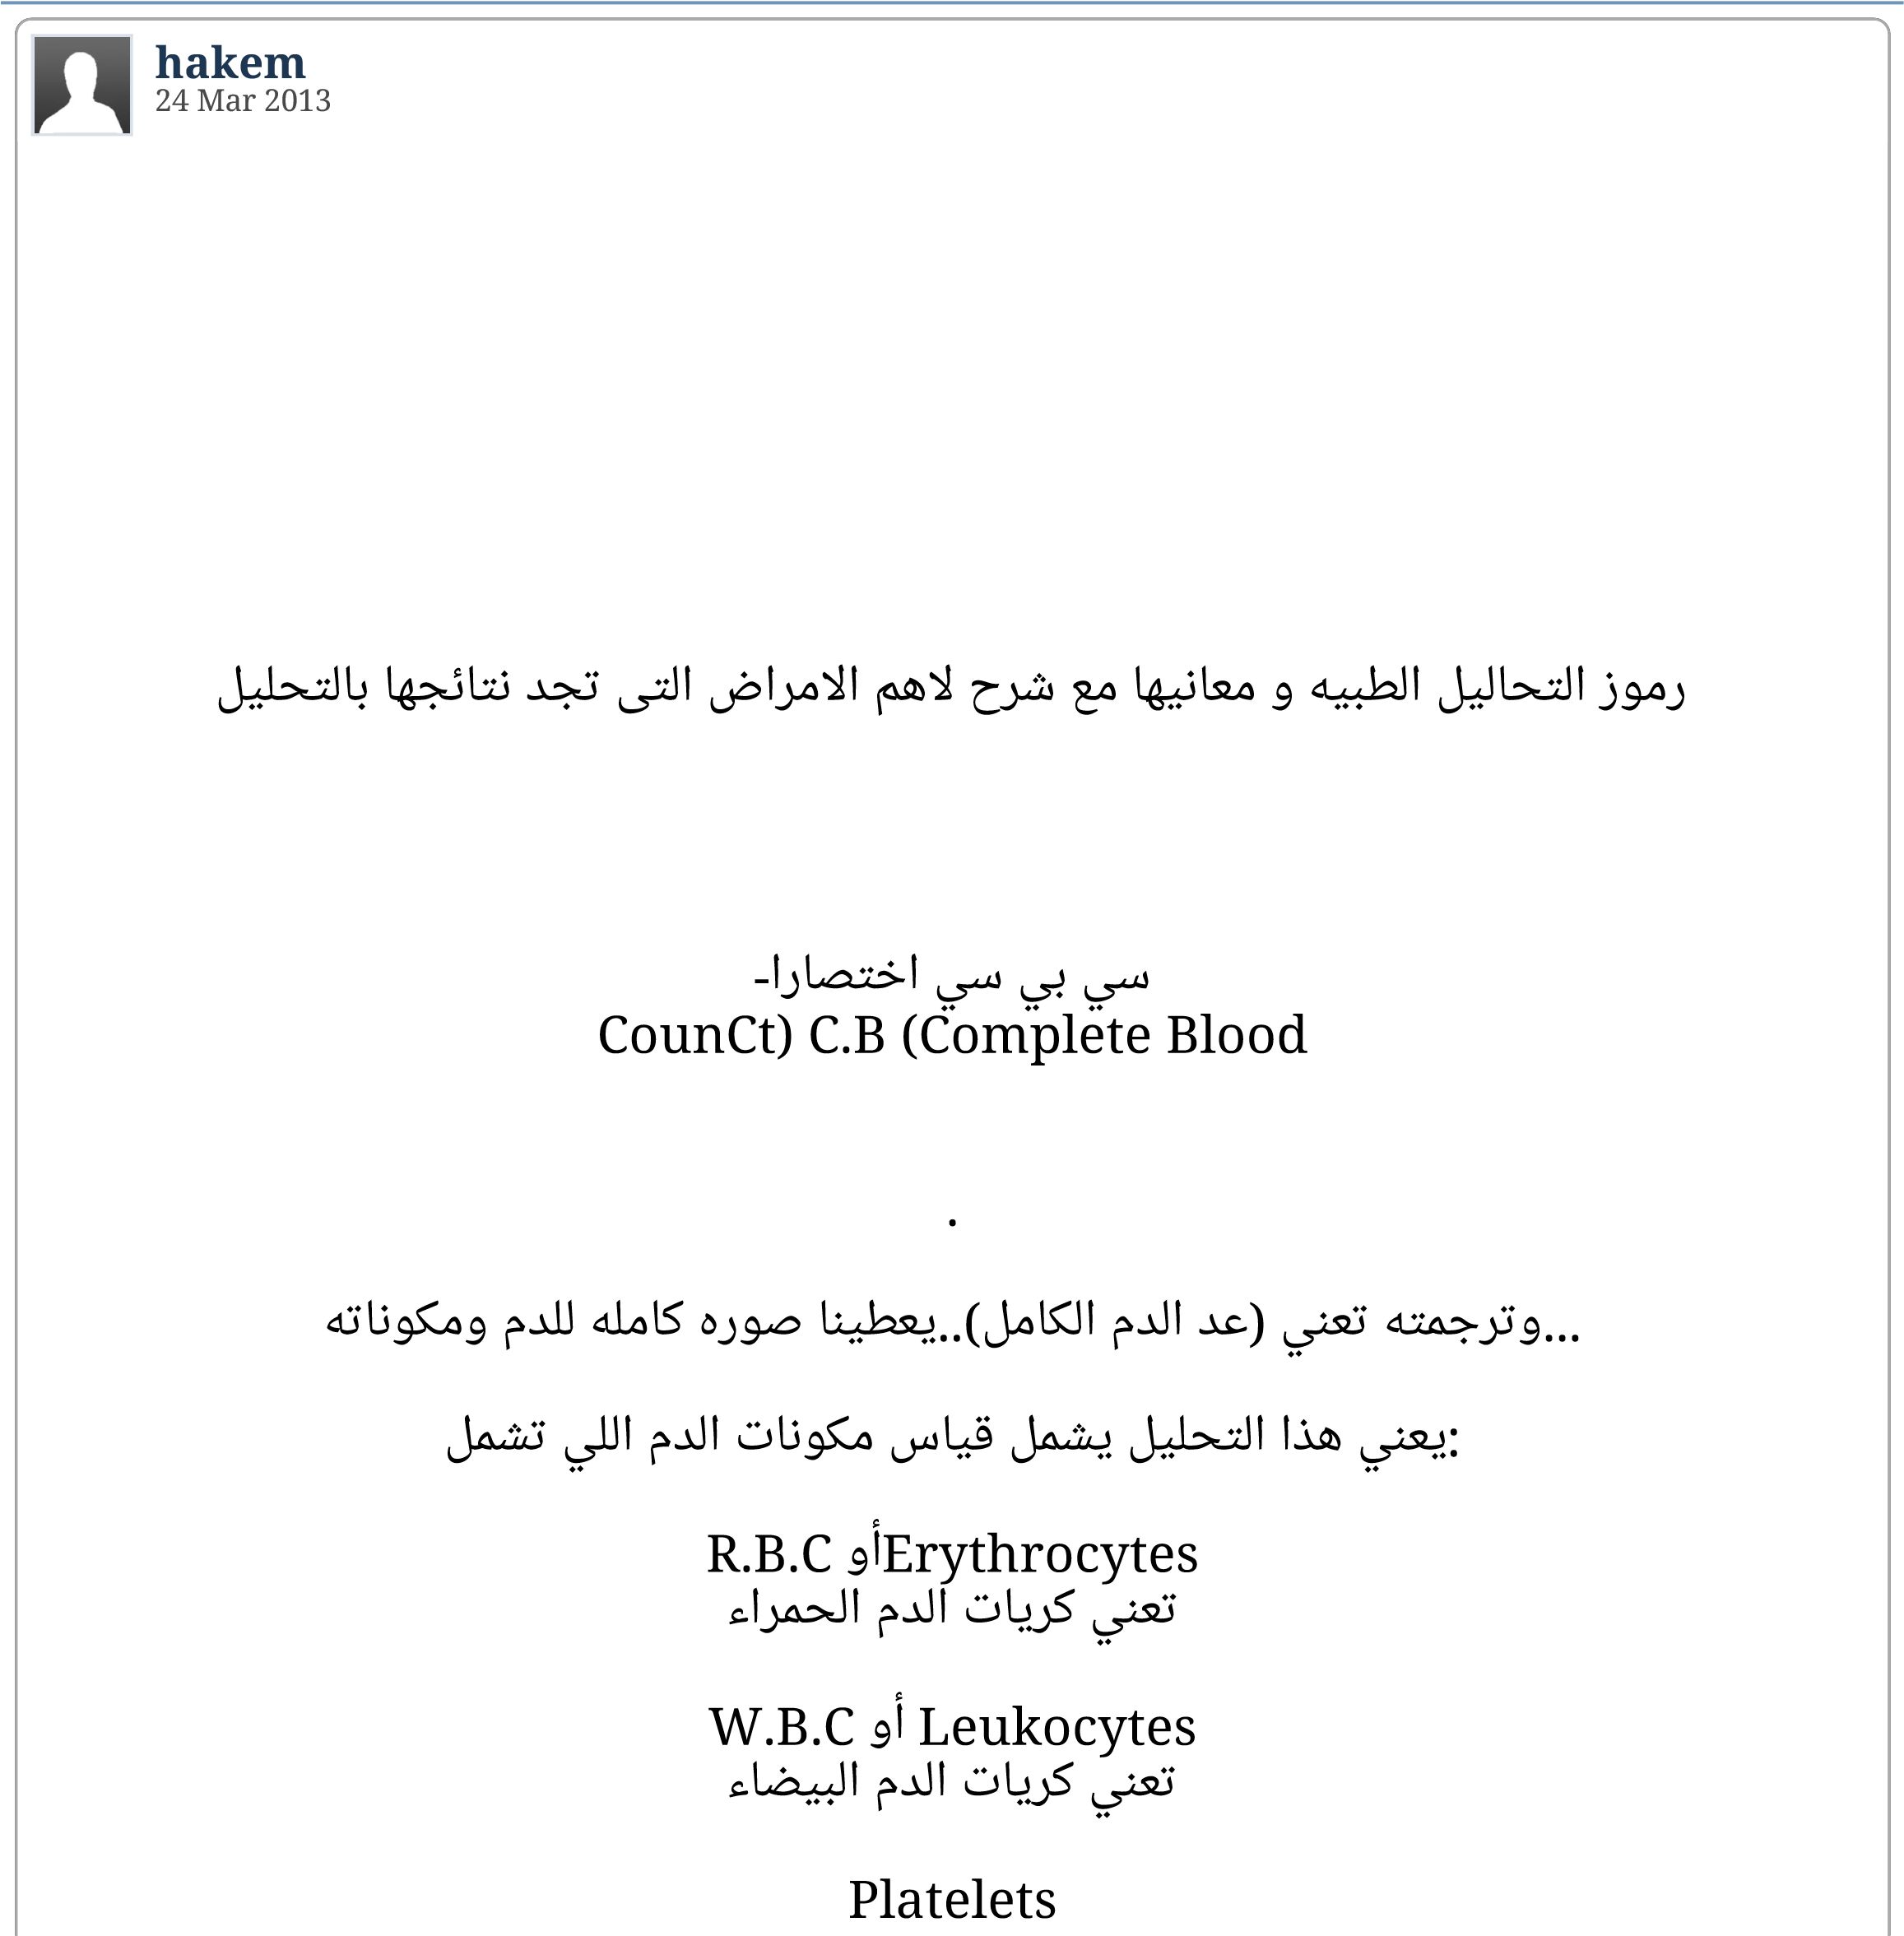 hakem
24 Mar 2013
رموز التحاليل الطبيه و معانيها مع شرح لاهم الامراض التى تجد نتائجها بالتحليل
سي بي سي اختصارا-
CounCt) C.B (Complete Blood
.
...وترجمته تعني (عد الدم الكامل)..يعطينا صوره كامله للدم ومكوناته
:يعني هذا التحليل يشمل قياس مكونات الدم اللي تشمل
R.B.C أوErythrocytes
تعني كريات الدم الحمراء
W.B.C أو Leukocytes
تعني كريات الدم البيضاء
Platelets